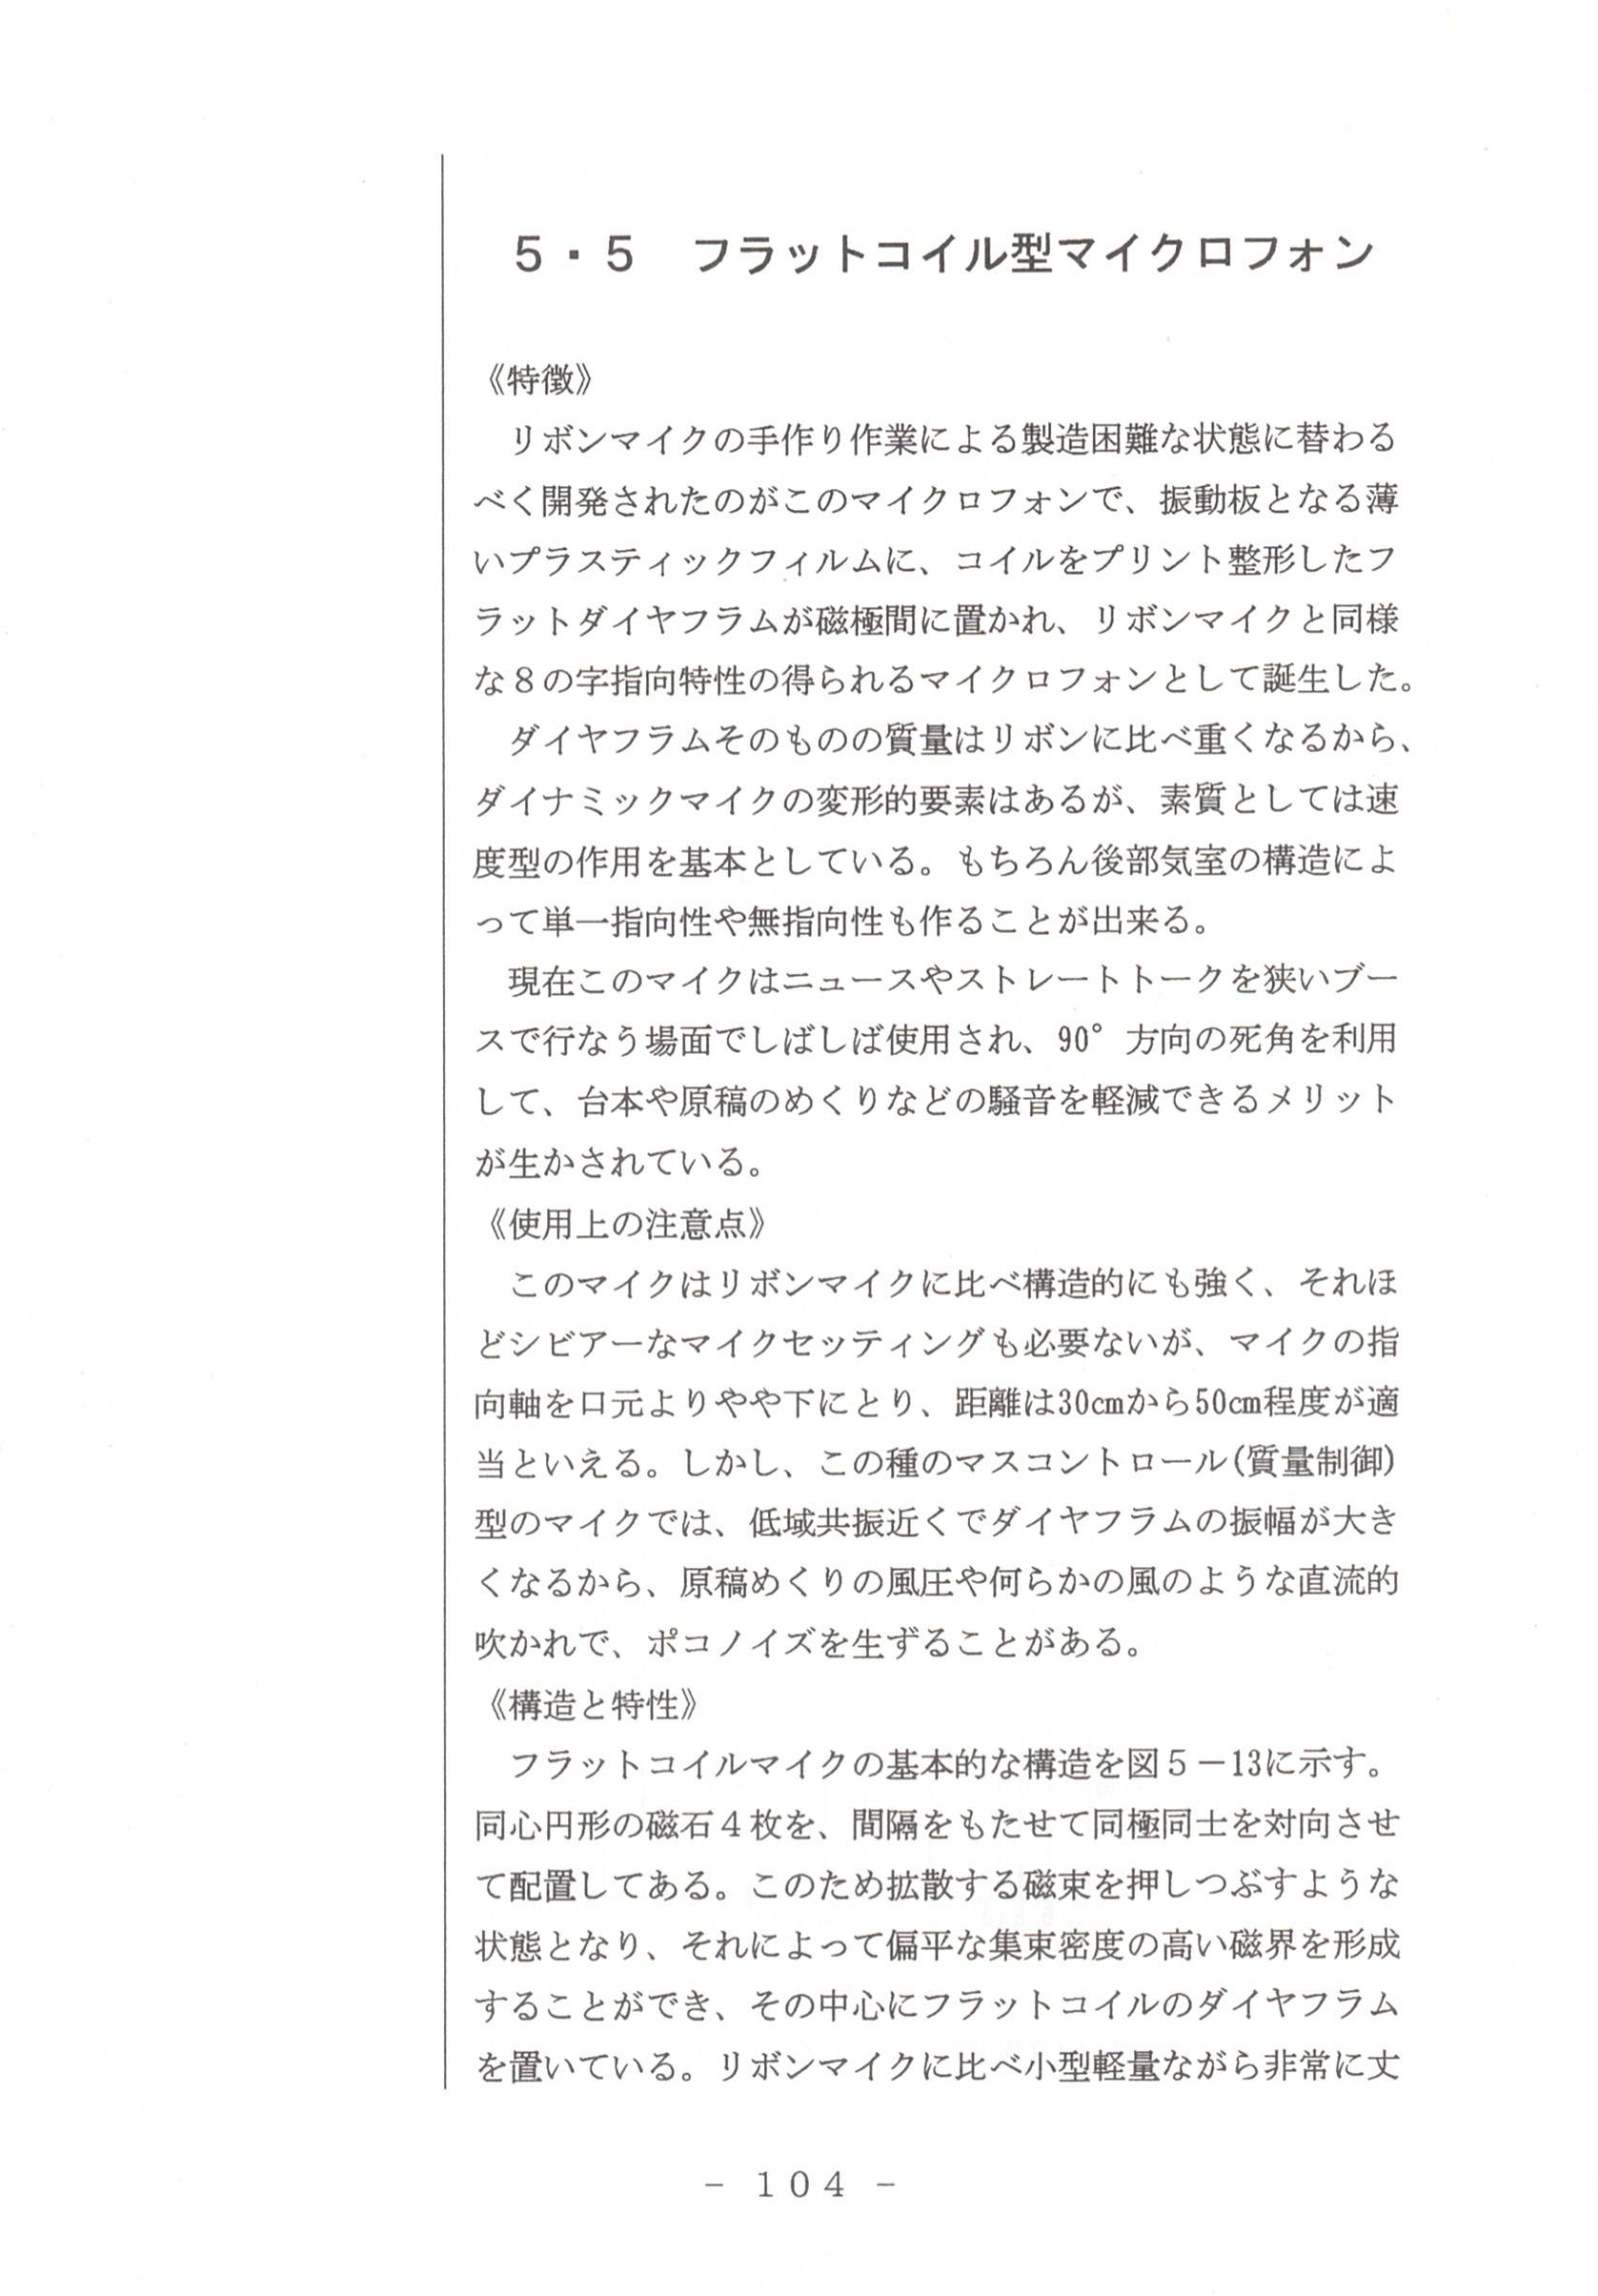 5・5　フラットコイル型マイクロフォン
《特徴》
　リボンマイクの手作り作業による製造困難な状態に替わる
べく開発されたのがこのマイクロフォンで、振動板となる薄
いプラスティックフィルムに、コイルをプリント整形したフ
ラットダイヤフラムが磁極間に置かれ、リボンマイクと同様
な８の字指向特性の得られるマイクロフォンとして誕生した。
　ダイヤフラムそのものの質量はリボンに比べ重くなるから、
ダイナミックマイクの変形的要素はあるが、素質としては速
度型の作用を基本としている。もちろん後部気室の構造によ
って単一指向性や無指向性も作ることが出来る。
　現在このマイクはニュースやストレートトークを狭いブー
スで行なう場面でしばしば使用され、90°方向の死角を利用
して、台本や原稿のめくりなどの騒音を軽減できるメリット
が生かされている。
《使用上の注意点》
　このマイクはリボンマイクに比べ構造的にも強く、それほ
どシビアーなマイクセッティングも必要ないが、マイクの指
向軸を口元よりやや下にとり、距離は30㎝から50㎝程度が適
当といえる。しかし、この種のマスコントロール(質量制御)
型のマイクでは、低域共振近くでダイヤフラムの振幅が大き
くなるから、原稿めくりの風圧や何らかの風のような直流的
吹かれで、ポコノイズを生ずることがある。
《構造と特性》
　フラットコイルマイクの基本的な構造を図５－13に示す。
同心円形の磁石４枚を、間隔をもたせて同極同士を対向させ
て配置してある。このため拡散する磁束を押しつぶすような
状態となり、それによって偏平な集束密度の高い磁界を形成
することができ、その中心にフラットコイルのダイヤフラム
を置いている。リボンマイクに比べ小型軽量ながら非常に丈
- 104 -